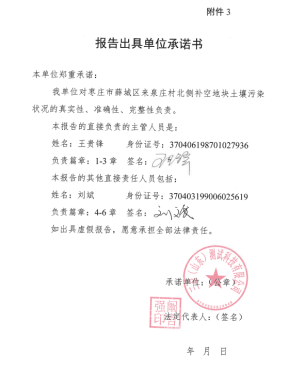 附件 3
报告出具单位承诺书
本单位郑重承诺：
我单位对枣庄市薛城区来泉庄村北侧补空地块土壤污染
状况的真实性、准确性、完整性负责。
本报告的直接负责的主管人员是：
姓名：王贵锋 身份证号：370406198701027936
负责篇章：1-3 章 签名：
本报告的其他直接责任人员包括：
姓名：刘斌 身份证号：370403199006025619
负责篇章：4-6 章 签名：刘斌
如出具虚假报告，愿意承担全部法律责任。
承诺单位：（公章）
法定代表人：（签名）
年 月 日